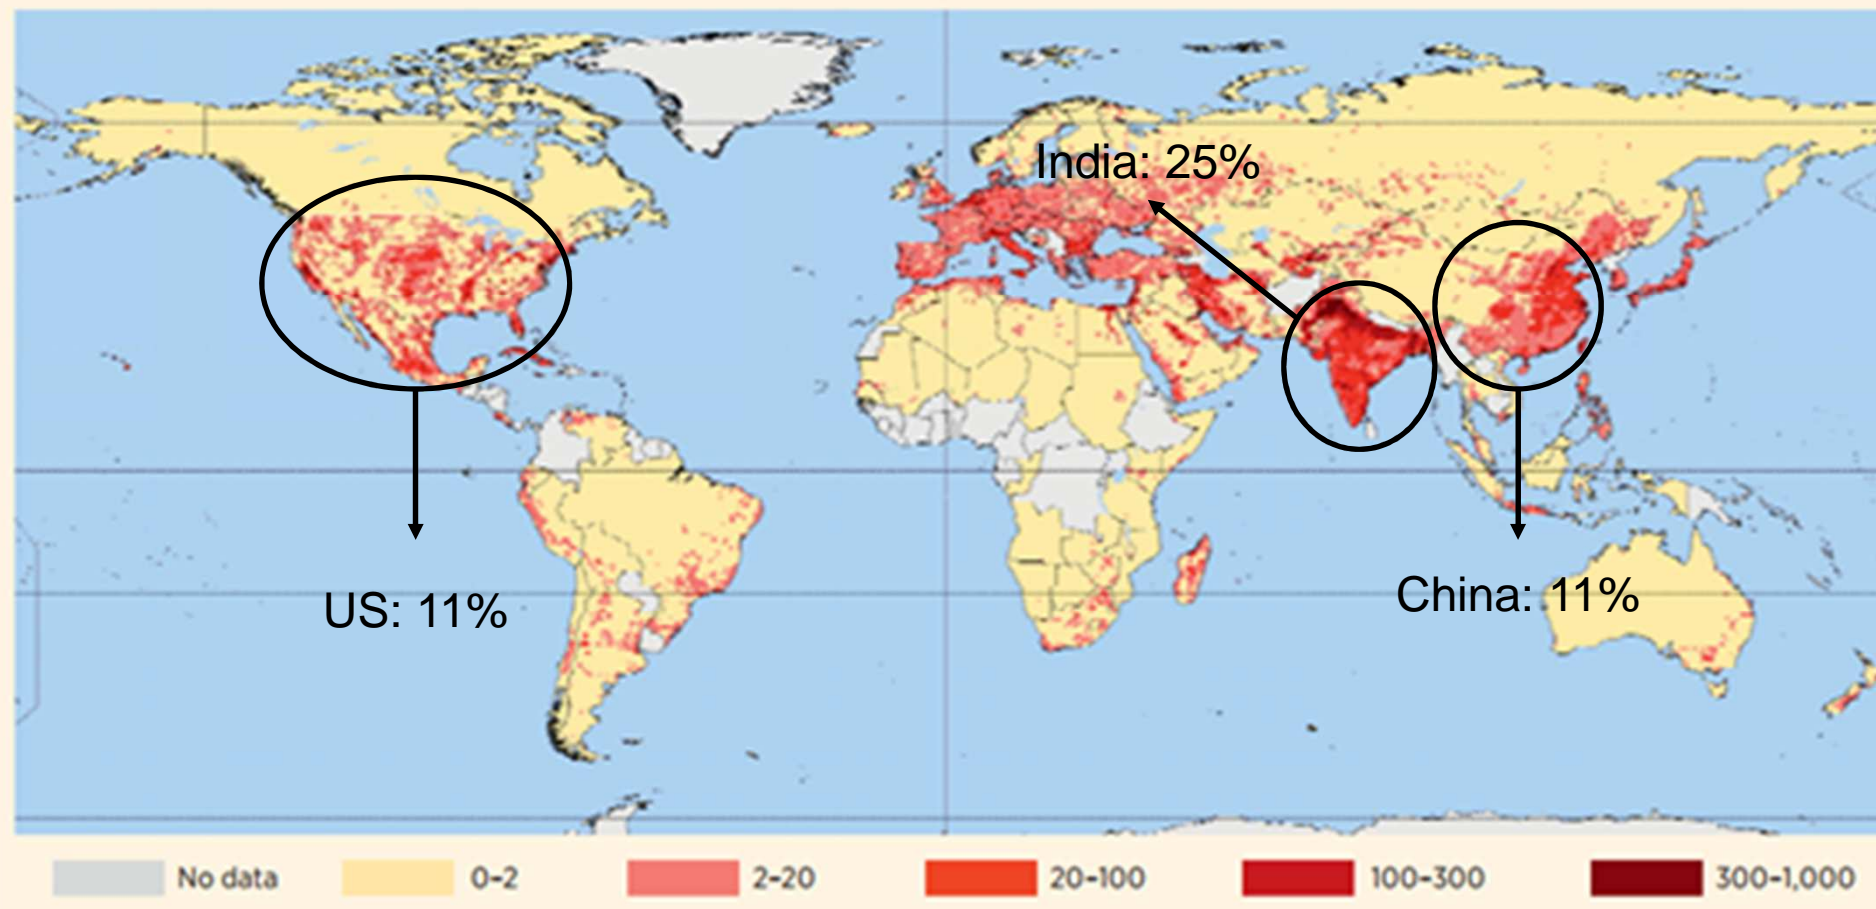 India: 25%
US: 11%
China: 11%
No data
0–2
2–20
20–100
100–300
300–1,000